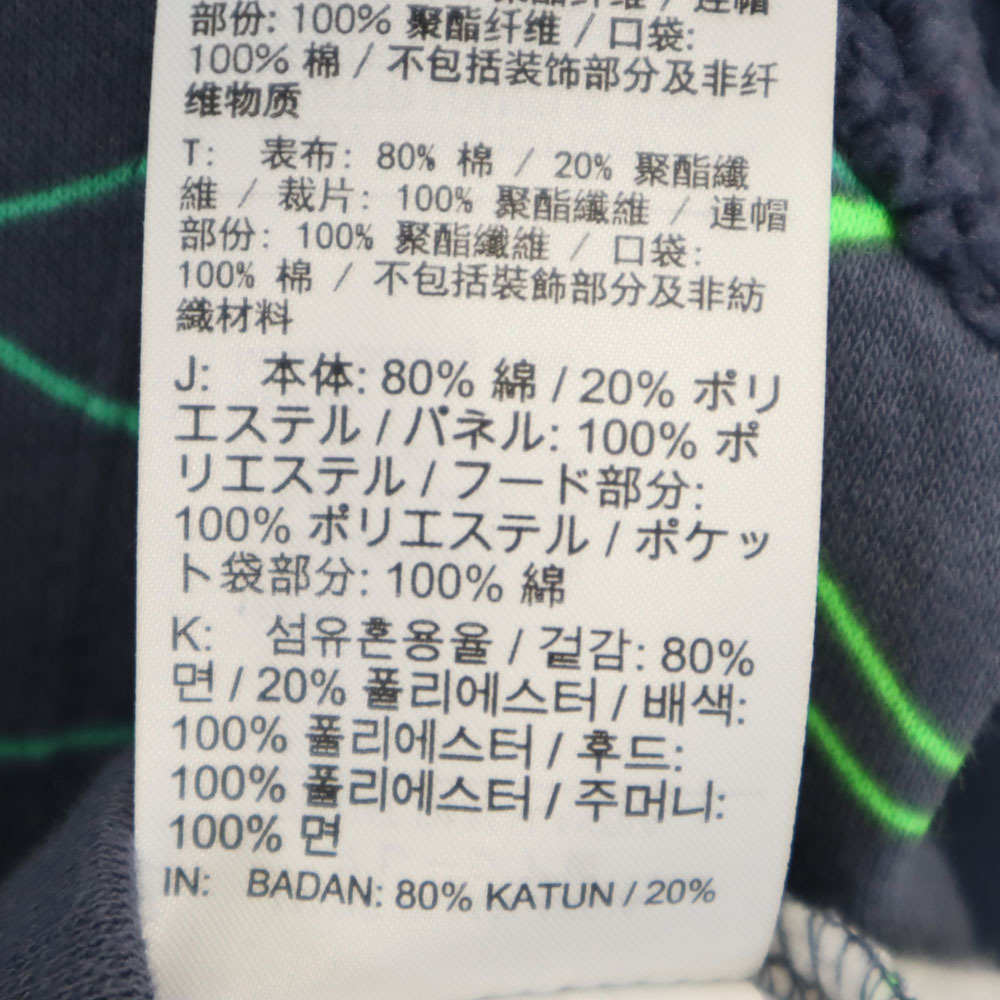 聚酯纤维 / 連帽
部份: 100% 聚酯纤维 / 口袋:
100% 棉 / 不包括装饰部分及非纤
维物质
T: 表布: 80% 棉 / 20% 聚酯纖
維 / 裁片: 100% 聚酯纖維 / 連帽
部份: 100% 聚酯纖維 / 口袋:
100% 棉 / 不包括裝飾部分及非紡
織材料
J: 本体: 80% 綿 / 20% ポリ
エステル / パネル: 100% ポ
リエステル / フード部分:
100% ポリエステル / ポケッ
ト袋部分: 100% 綿
K: 섬유혼용율 / 겉감: 80%
면 / 20% 폴리에스터 / 배색:
100% 폴리에스터 / 후드:
100% 폴리에스터 / 주머니:
100% 면
IN: BADAN: 80% KATUN / 20%